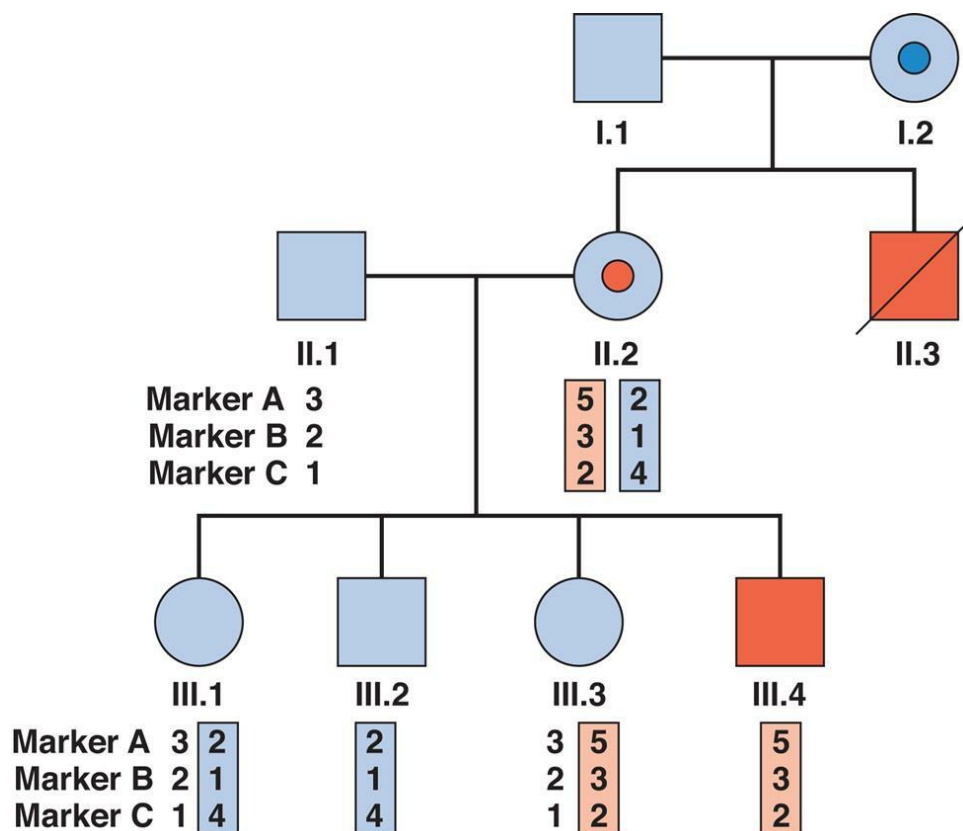 I.1 I.2
II.1 II.2 II.3
Marker A 3 5 2
Marker B 2 3 1
Marker C 1 2 4
III.1 III.2 III.3 III.4
Marker A 3 2 2 3 5 5
Marker B 2 1 1 2 3 3
Marker C 1 4 4 1 2 2